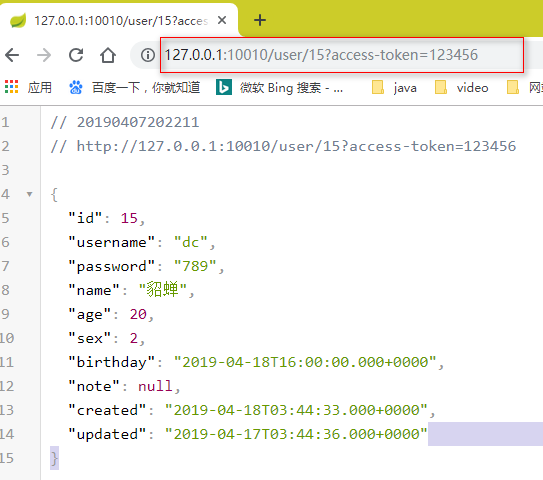 127.0.0.1:10010/user/15?acces
127.0.0.1:10010/user/15?access-token=123456
应用 百度一下，你就知道 微软 Bing 搜索 - ... java video 网
1 // 20190407202211
2 // http://127.0.0.1:10010/user/15?access-token=123456
3
4 {
5 "id": 15,
6 "username": "dc",
7 "password": "789",
8 "name": "貂蝉",
9 "age": 20,
10 "sex": 2,
11 "birthday": "2019-04-18T16:00:00.000+0000",
12 "note": null,
13 "created": "2019-04-18T03:44:33.000+0000",
14 "updated": "2019-04-17T03:44:36.000+0000"
15 }